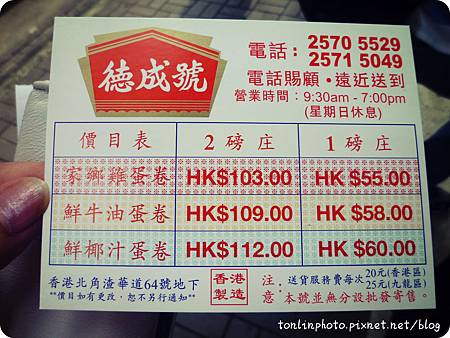 德成號
電話: 2570 5529
2571 5049
電話賜顧·遠近送到
營業時間: 9:30am - 7:00pm
(星期日休息)
價目表 2磅庄 1磅庄
家鄉雞蛋卷 HK$103.00 HK$55.00
鮮牛油蛋卷 HK$109.00 HK$58.00
鮮椰汁蛋卷 HK$112.00 HK$60.00
香港北角渣華道64號地下
**價目如有更改，恕不另行通知**
香港製造
注: 送貨服務費每次 20元(香港區)
25元(九龍區)
意: 本號並無分設批發寄售。
tonlinphoto.pixnet.net/blog